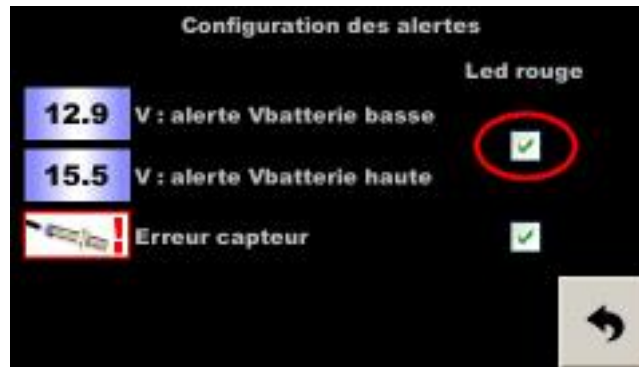 Configuration des alertes
Led rouge
12.9 V : alerte Vbatterie basse
15.5 V : alerte Vbatterie haute
! Erreur capteur